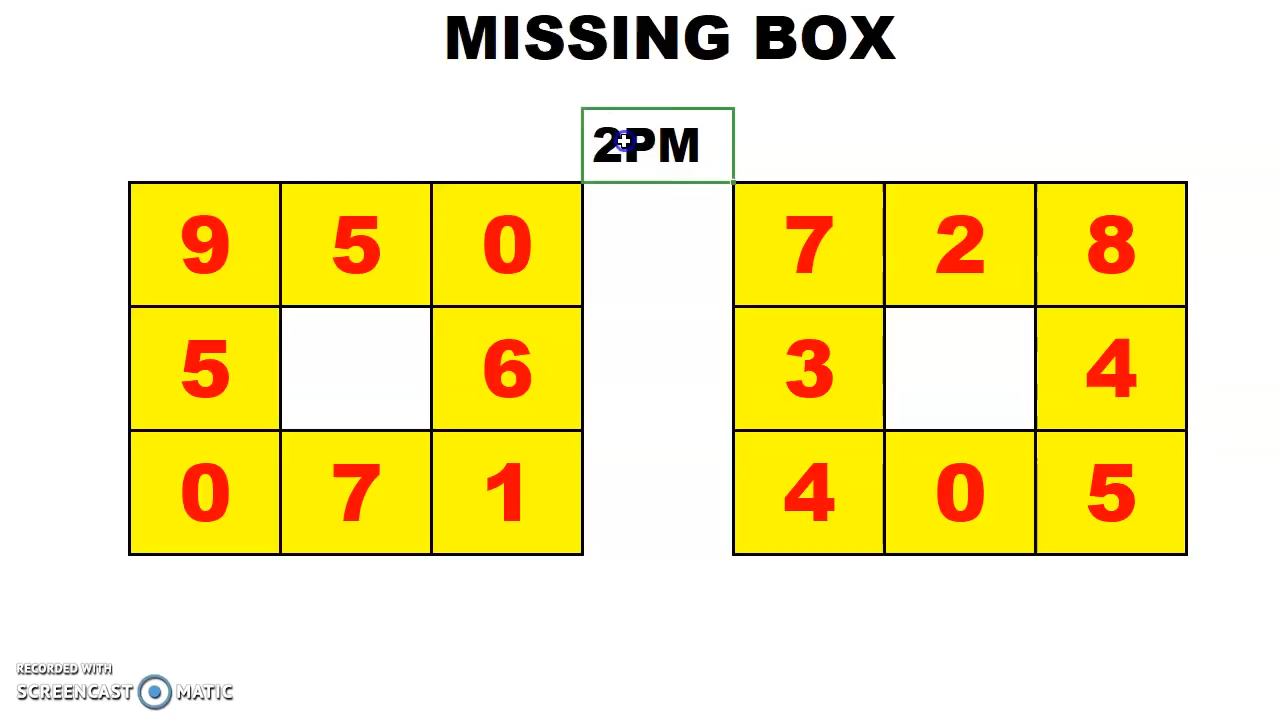 MISSING BOX
2PM
9 5 0 7 2 8
5 6 3 4
0 7 1 4 0 5
RECORDED WITH
SCREENCAST MATIC